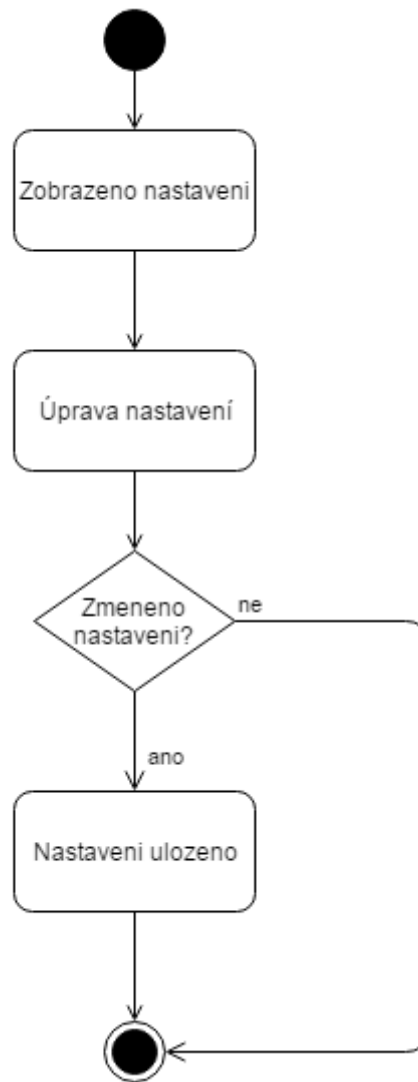 Zobrazeno nastaveni
Úprava nastavení
Zmeneno
nastaveni?
ne
ano
Nastaveni ulozeno